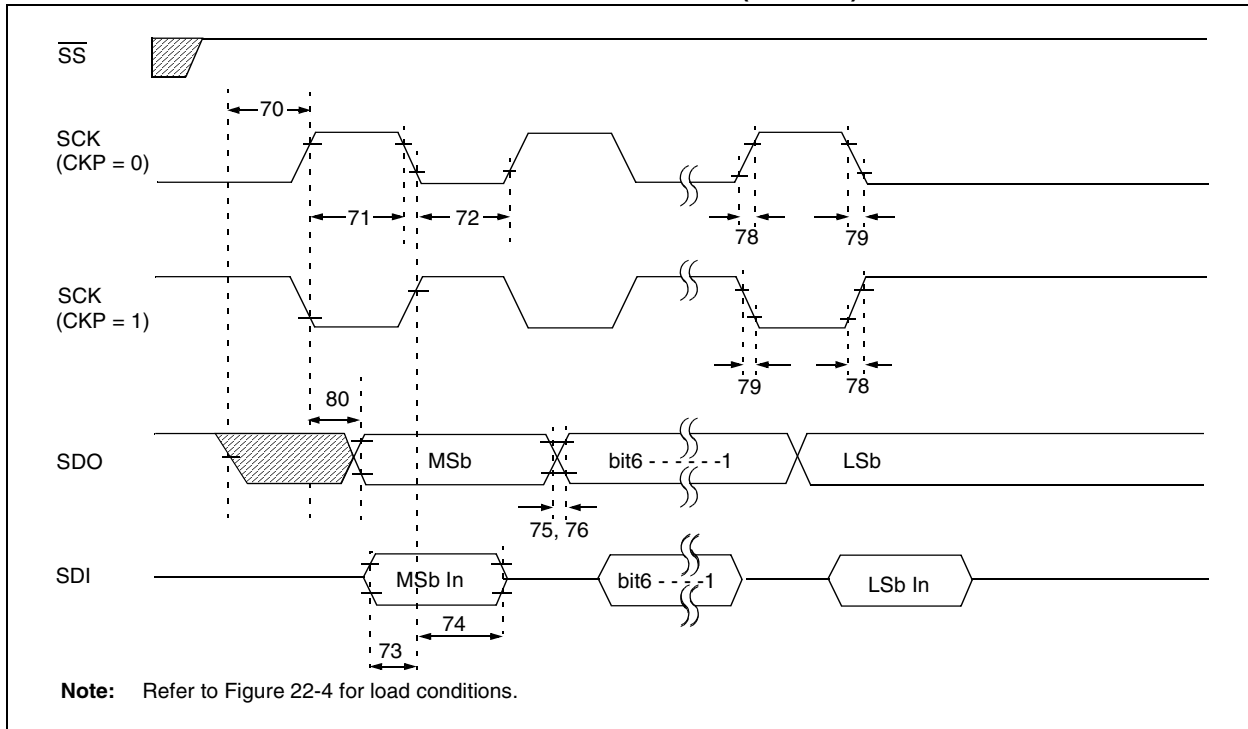 SS
70
SCK
(CKP = 0)
71
72
78
79
SCK
(CKP = 1)
79
78
80
SDO
MSb
bit6 - - - - - -1
LSb
75, 76
SDI
MSb In
bit6 - - - -1
LSb In
74
73
Note: Refer to Figure 22-4 for load conditions.